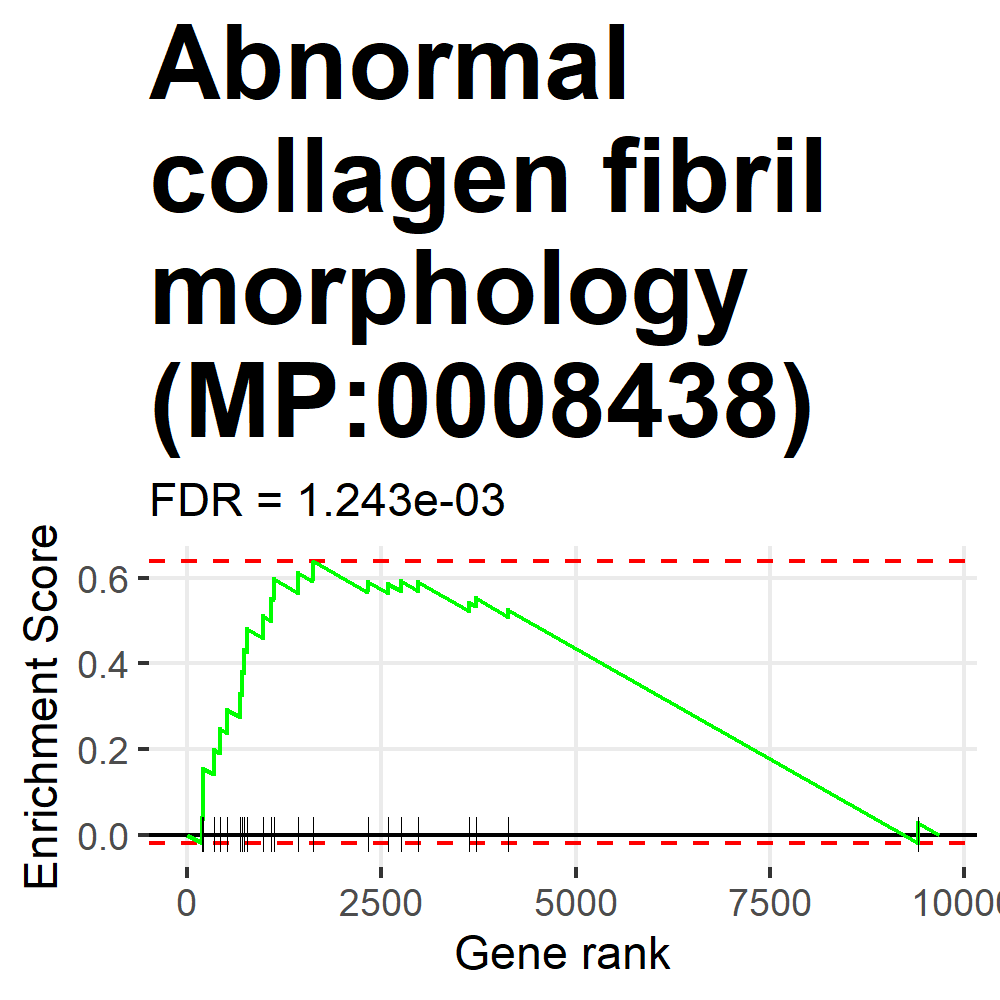 Abnormal
collagen fibril
morphology
(MP:0008438)
FDR = 1.243e-03
Enrichment Score
0.6
0.4
0.2
0.0
0 2500 5000 7500 10000
Gene rank